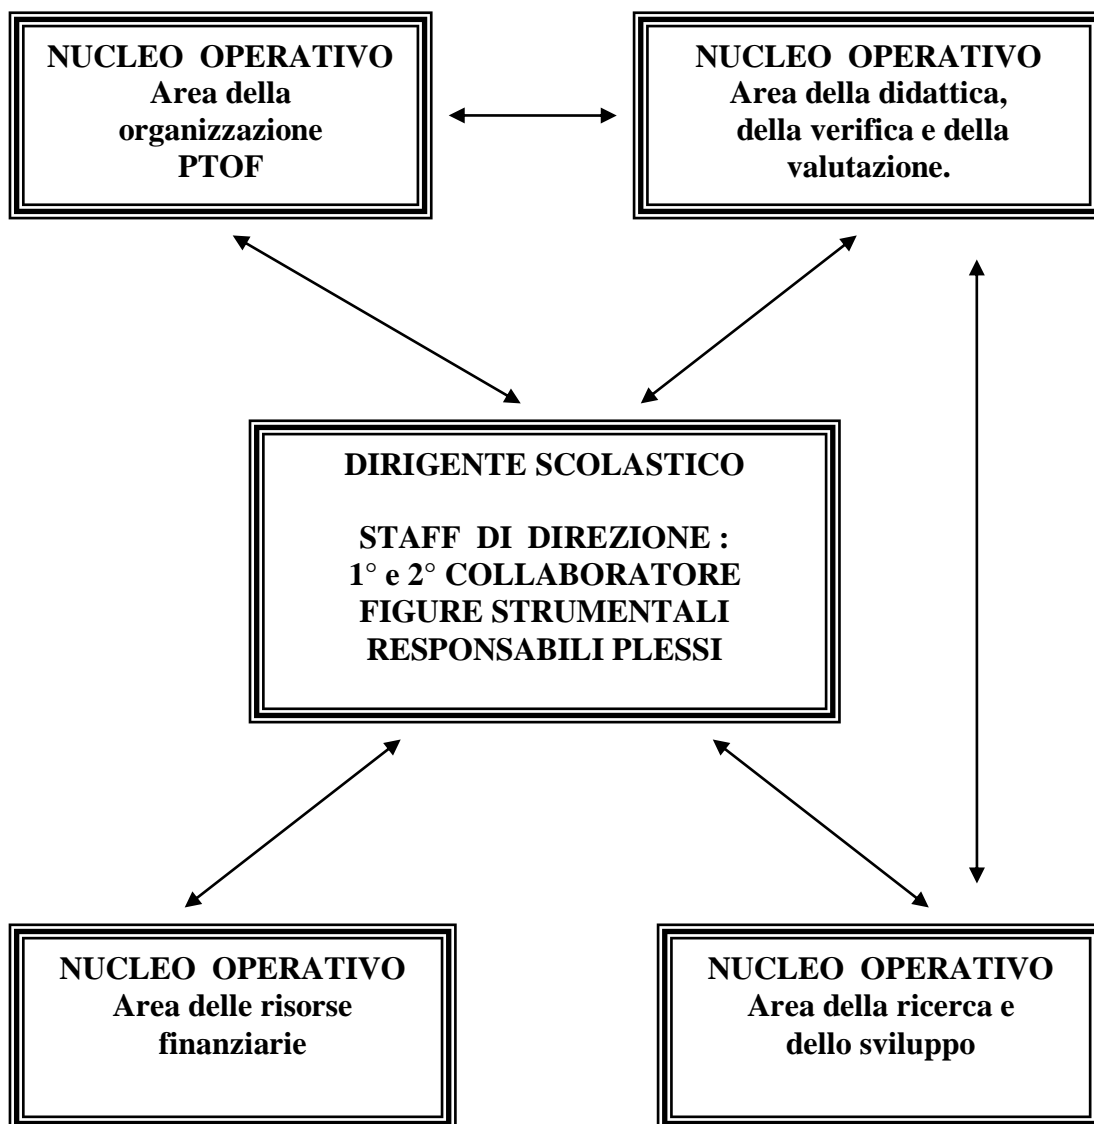 NUCLEO OPERATIVO
Area della
organizzazione
PTOF
NUCLEO OPERATIVO
Area della didattica,
della verifica e della
valutazione.
DIRIGENTE SCOLASTICO
STAFF DI DIREZIONE :
1° e 2° COLLABORATORE
FIGURE STRUMENTALI
RESPONSABILI PLESSI
NUCLEO OPERATIVO
Area delle risorse
finanziarie
NUCLEO OPERATIVO
Area della ricerca e
dello sviluppo